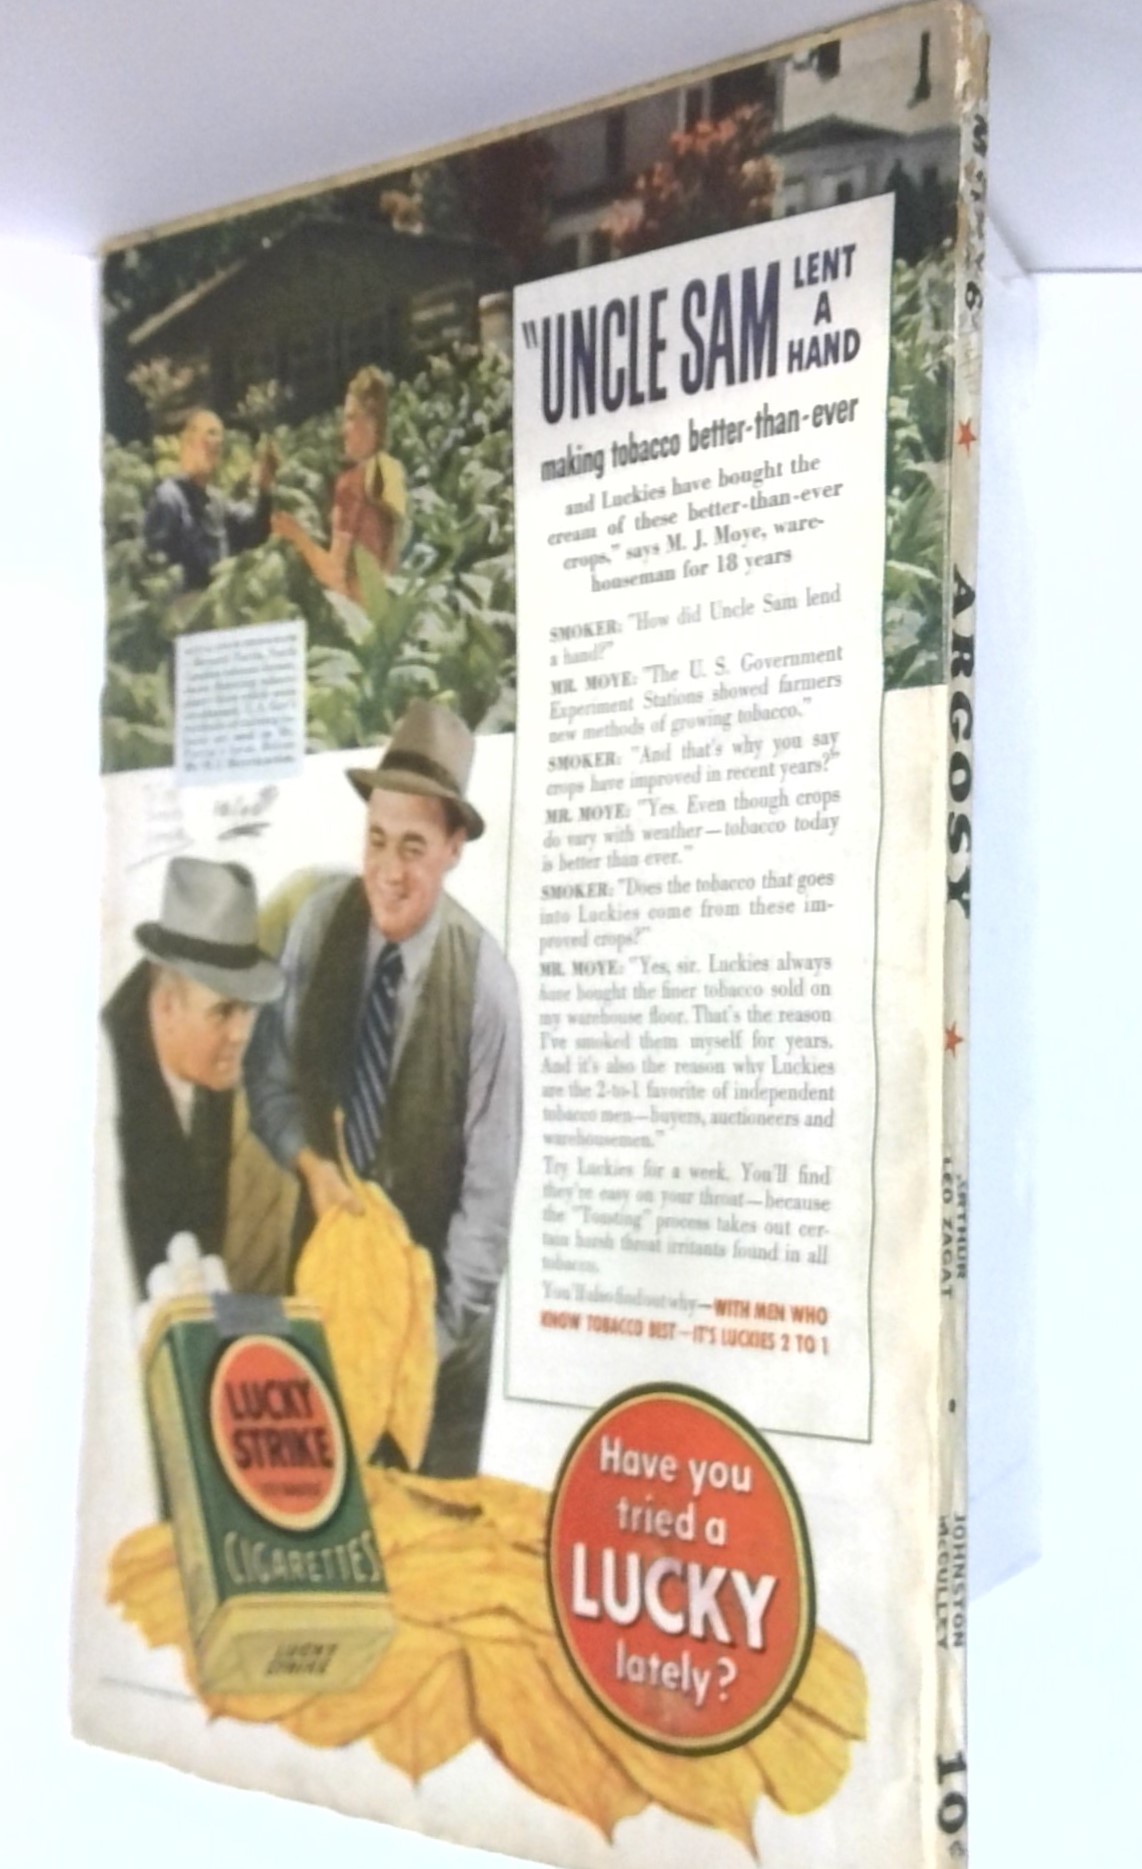 "UNCLE SAM LENT
A
HAND
making tobacco better-than-ever
and Luckies have bought the
cream of these better-than-ever
crops," says M. J. Moye, ware-
houseman for 18 years
SMOKER: "How did Uncle Sam lend
a hand?"
MR. MOYE: "The U. S. Government
Experiment Stations showed farmers
new methods of growing tobacco."
SMOKER: "And that's why you say
crops have improved in recent years?"
MR. MOYE: "Yes. Even though crops
do vary with weather—tobacco today
is better than ever."
SMOKER: "Does the tobacco that goes
into Luckies come from these im-
proved crops?"
MR. MOYE: "Yes, sir. Luckies always
have bought the finer tobacco sold on
my warehouse floor. That's the reason
I've smoked them myself for years.
And it's also the reason why Luckies
are the 2-to-1 favorite of independent
tobacco men—buyers, auctioneers and
warehousemen."
Try Luckies for a week. You'll find
they're easy on your throat—because
the "Toasting" process takes out cer-
tain harsh throat irritants found in all
tobacco.
You'll also find out why—WITH MEN WHO
KNOW TOBACCO BEST—IT'S LUCKIES 2 TO 1
LUCKY
STRIKE
CIGARETTES
LUCKY
STRIKE
Have you
tried a
LUCKY
lately?
MAY 6
ARGOSY
ARTHUR
LEO ZAGAT
JOHNSTON
McCULLEY
10¢